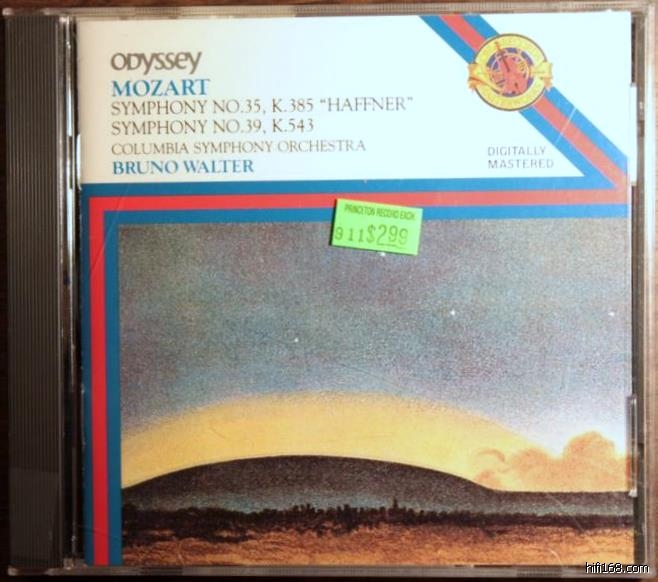 ODYSSEY
MOZART
SYMPHONY NO.35, K.385 "HAFFNER"
SYMPHONY NO.39, K.543
COLUMBIA SYMPHONY ORCHESTRA
BRUNO WALTER
DIGITALLY
MASTERED
PRINCETON RECORD EXCH
911 $2.99
hifi168.com